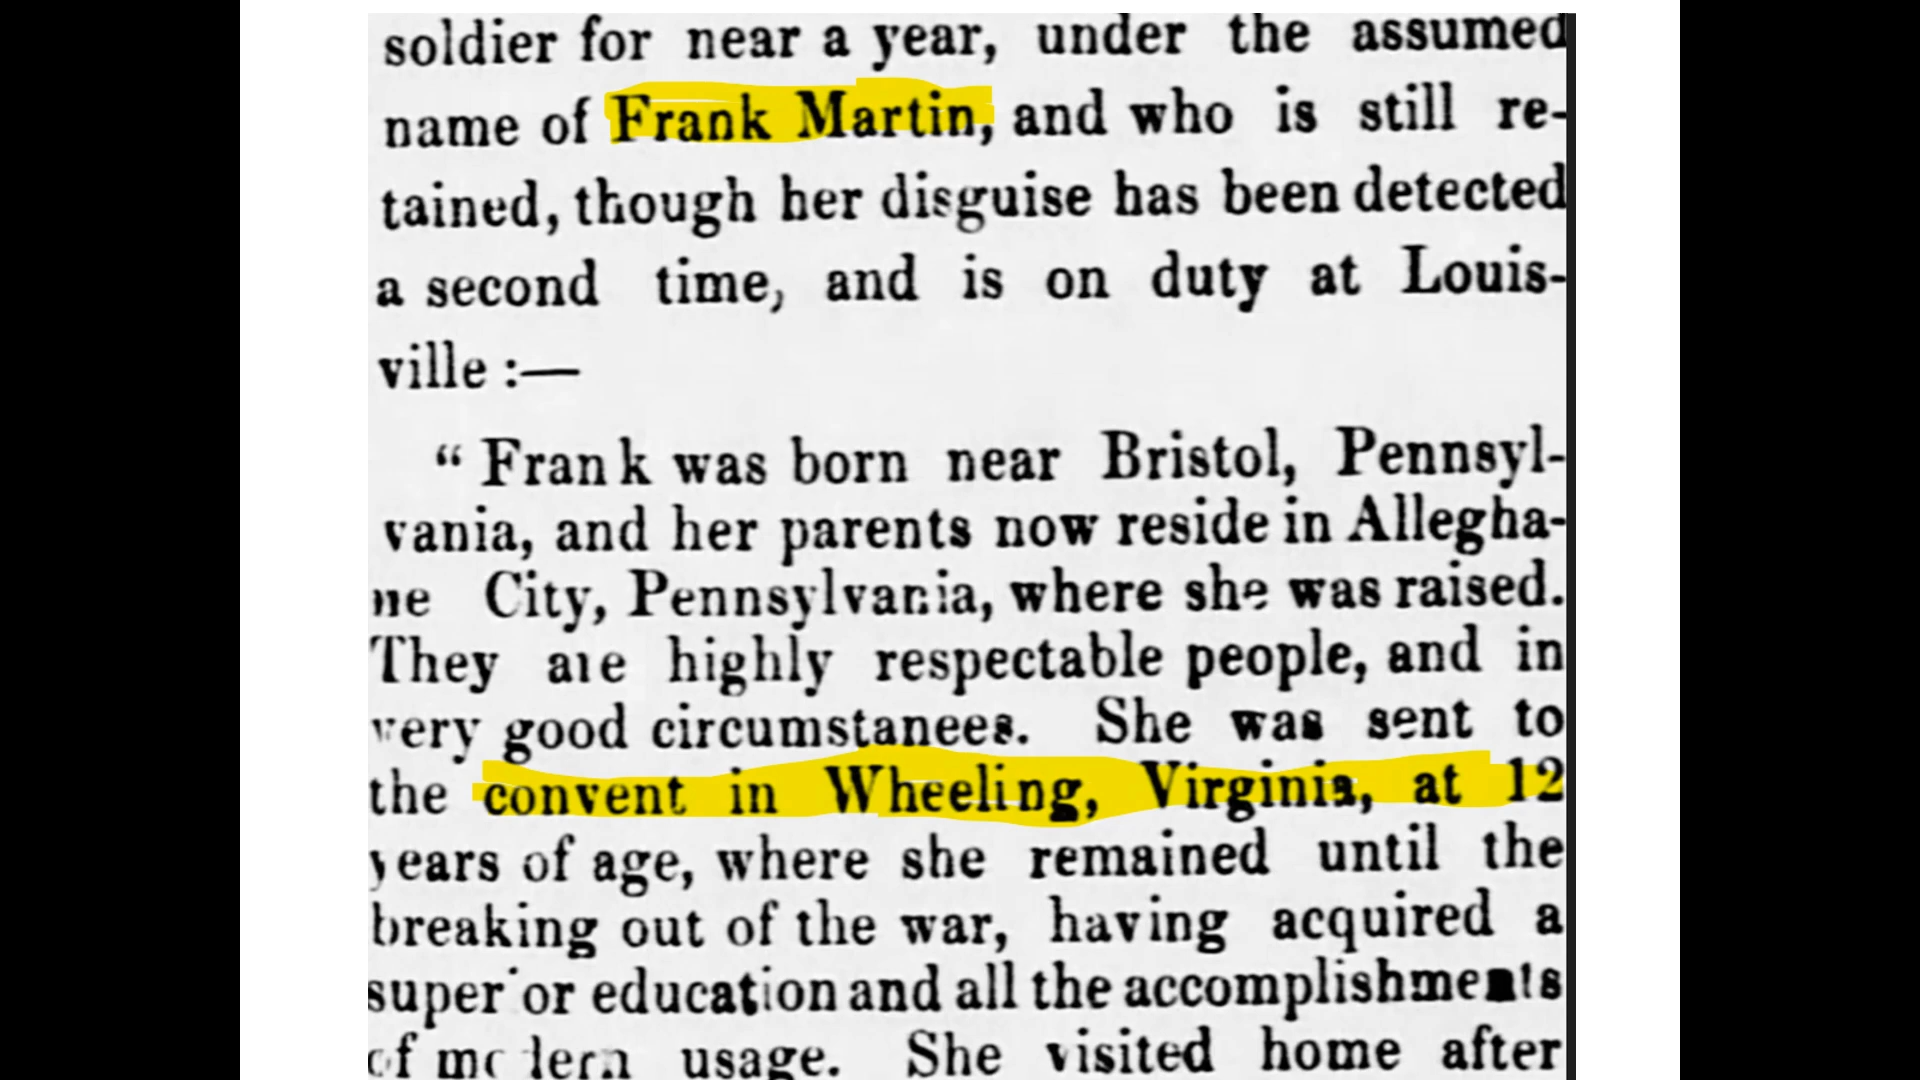 soldier for near a year, under the assumed
name of Frank Martin, and who is still re-
tained, though her disguise has been detected
a second time, and is on duty at Louis-
ville :—
“ Frank was born near Bristol, Pennsyl-
vania, and her parents now reside in Allegha-
ne City, Pennsylvania, where she was raised.
They are highly respectable people, and in
very good circumstanees. She was sent to
the convent in Wheeling, Virginia, at 12
years of age, where she remained until the
breaking out of the war, having acquired a
superior education and all the accomplishments
of modern usage. She visited home after